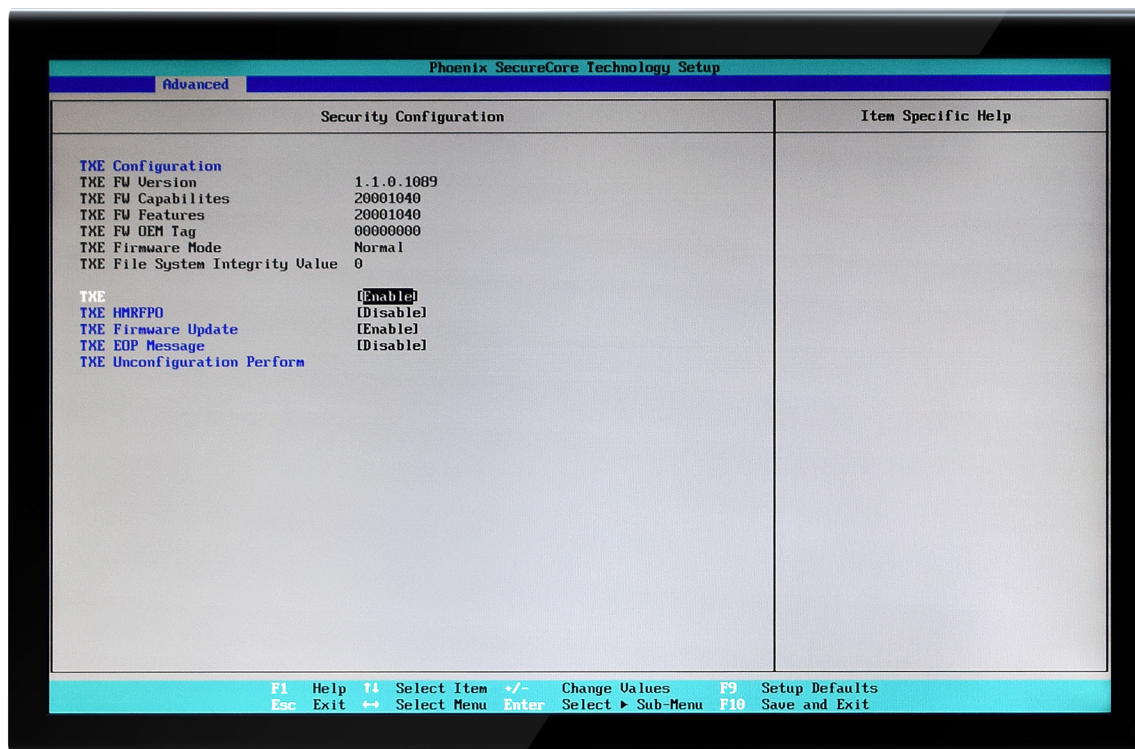 Phoenix SecureCore Technology Setup
Advanced
Security Configuration
Item Specific Help
TXE Configuration
TXE FW Version 1.1.0.1089
TXE FW Capabilites 20001040
TXE FW Features 20001040
TXE FW OEM Tag 00000000
TXE Firmware Mode Normal
TXE File System Integrity Value 0
TXE [Enable]
TXE HMRFPO [Disable]
TXE Firmware Update [Enable]
TXE EOP Message [Disable]
TXE Unconfiguration Perform
F1 Help ↑↓ Select Item +/- Change Values F9 Setup Defaults
Esc Exit ↔ Select Menu Enter Select ▶ Sub-Menu F10 Save and Exit